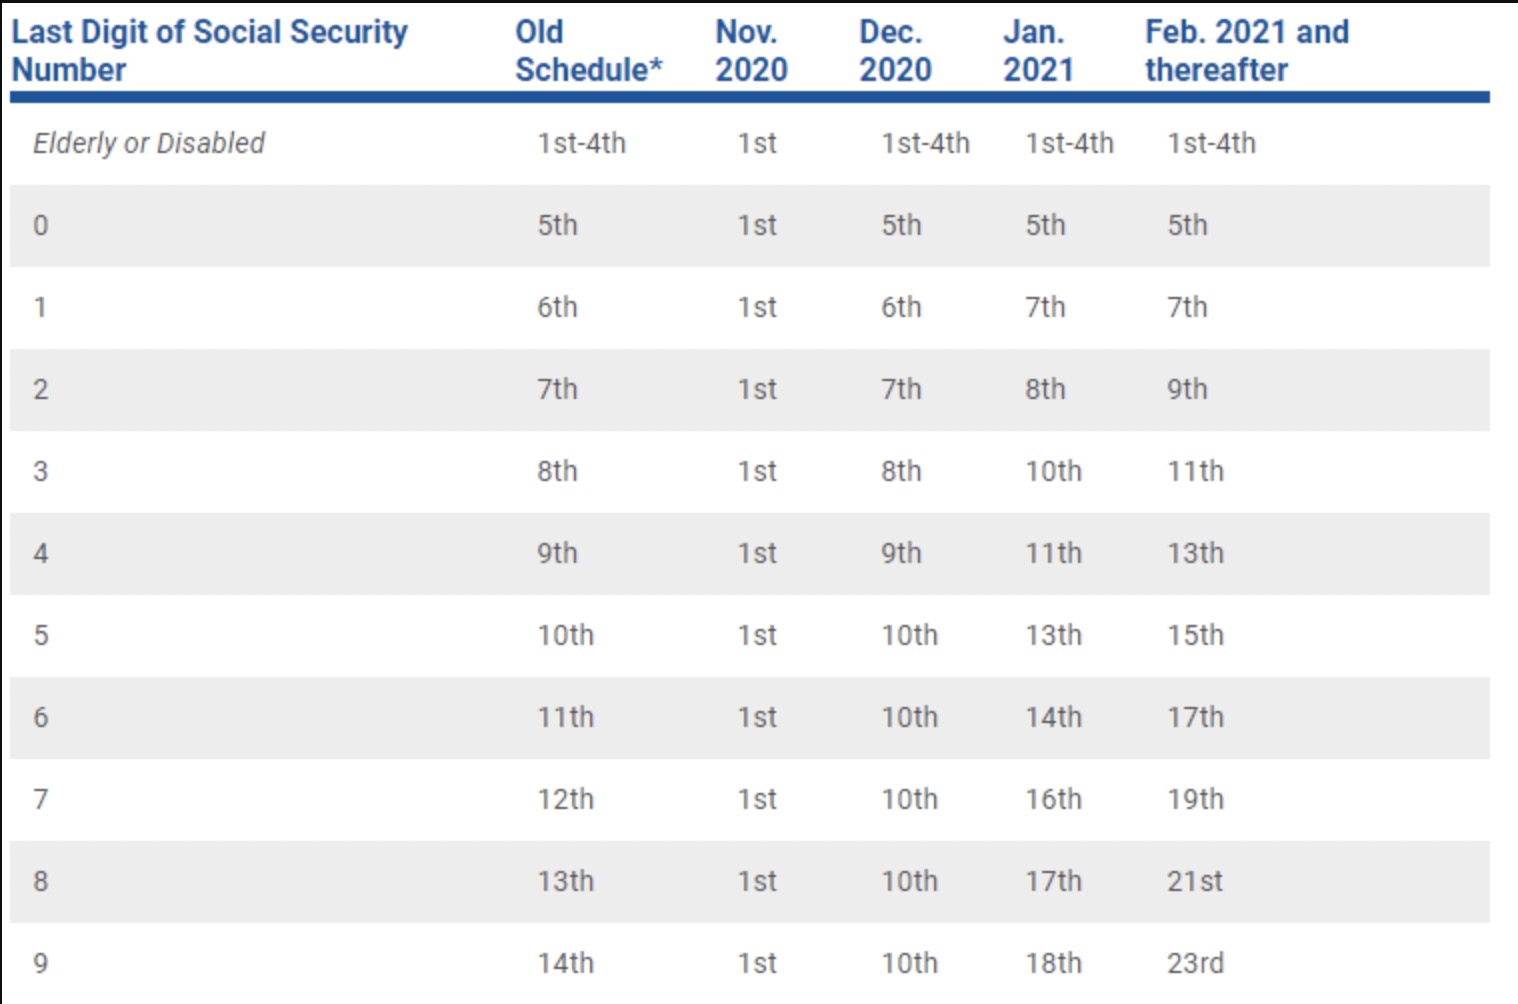 Last Digit of Social Security Number Old Schedule* Nov. 2020 Dec. 2020 Jan. 2021 Feb. 2021 and thereafter
Elderly or Disabled 1st-4th 1st 1st-4th 1st-4th 1st-4th
0 5th 1st 5th 5th 5th
1 6th 1st 6th 7th 7th
2 7th 1st 7th 8th 9th
3 8th 1st 8th 10th 11th
4 9th 1st 9th 11th 13th
5 10th 1st 10th 13th 15th
6 11th 1st 10th 14th 17th
7 12th 1st 10th 16th 19th
8 13th 1st 10th 17th 21st
9 14th 1st 10th 18th 23rd